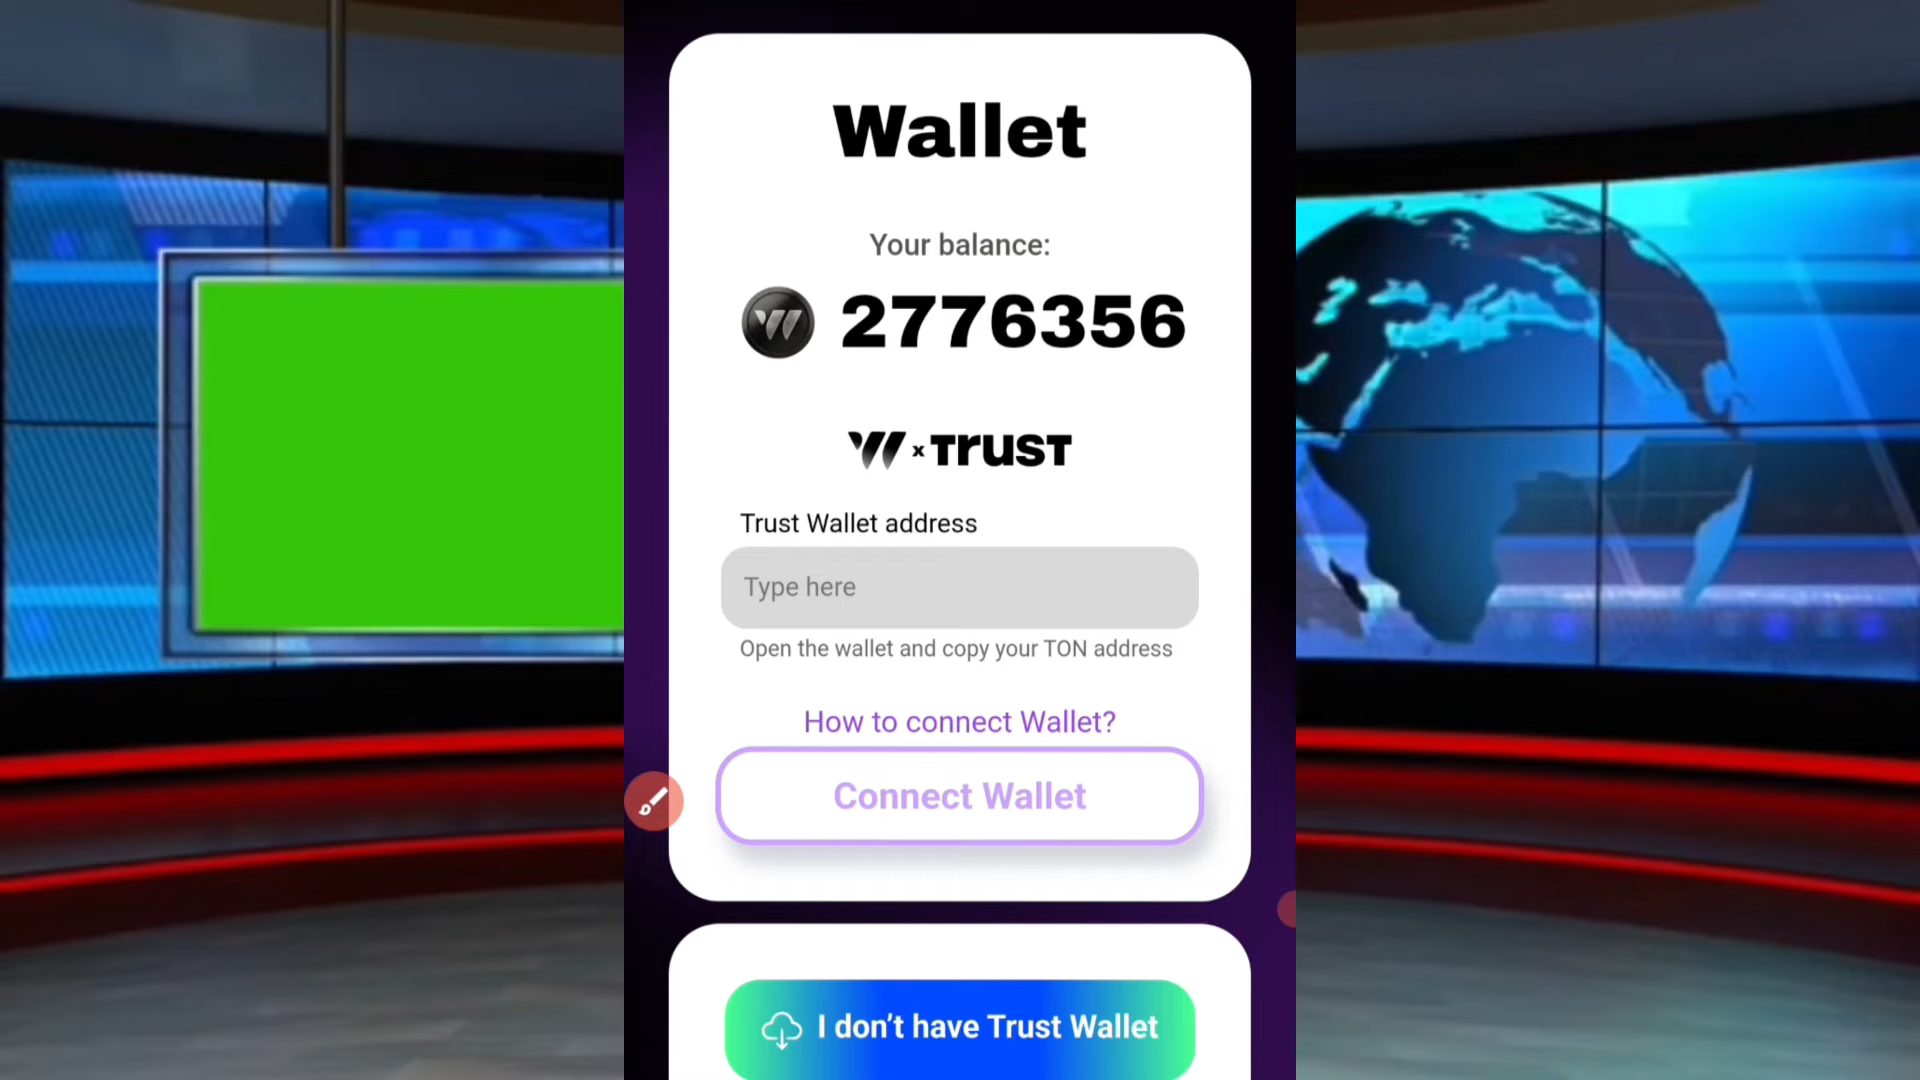 Wallet
Your balance:
2776356
W x TRUST
Trust Wallet address
Type here
Open the wallet and copy your TON address
How to connect Wallet?
Connect Wallet
I don’t have Trust Wallet